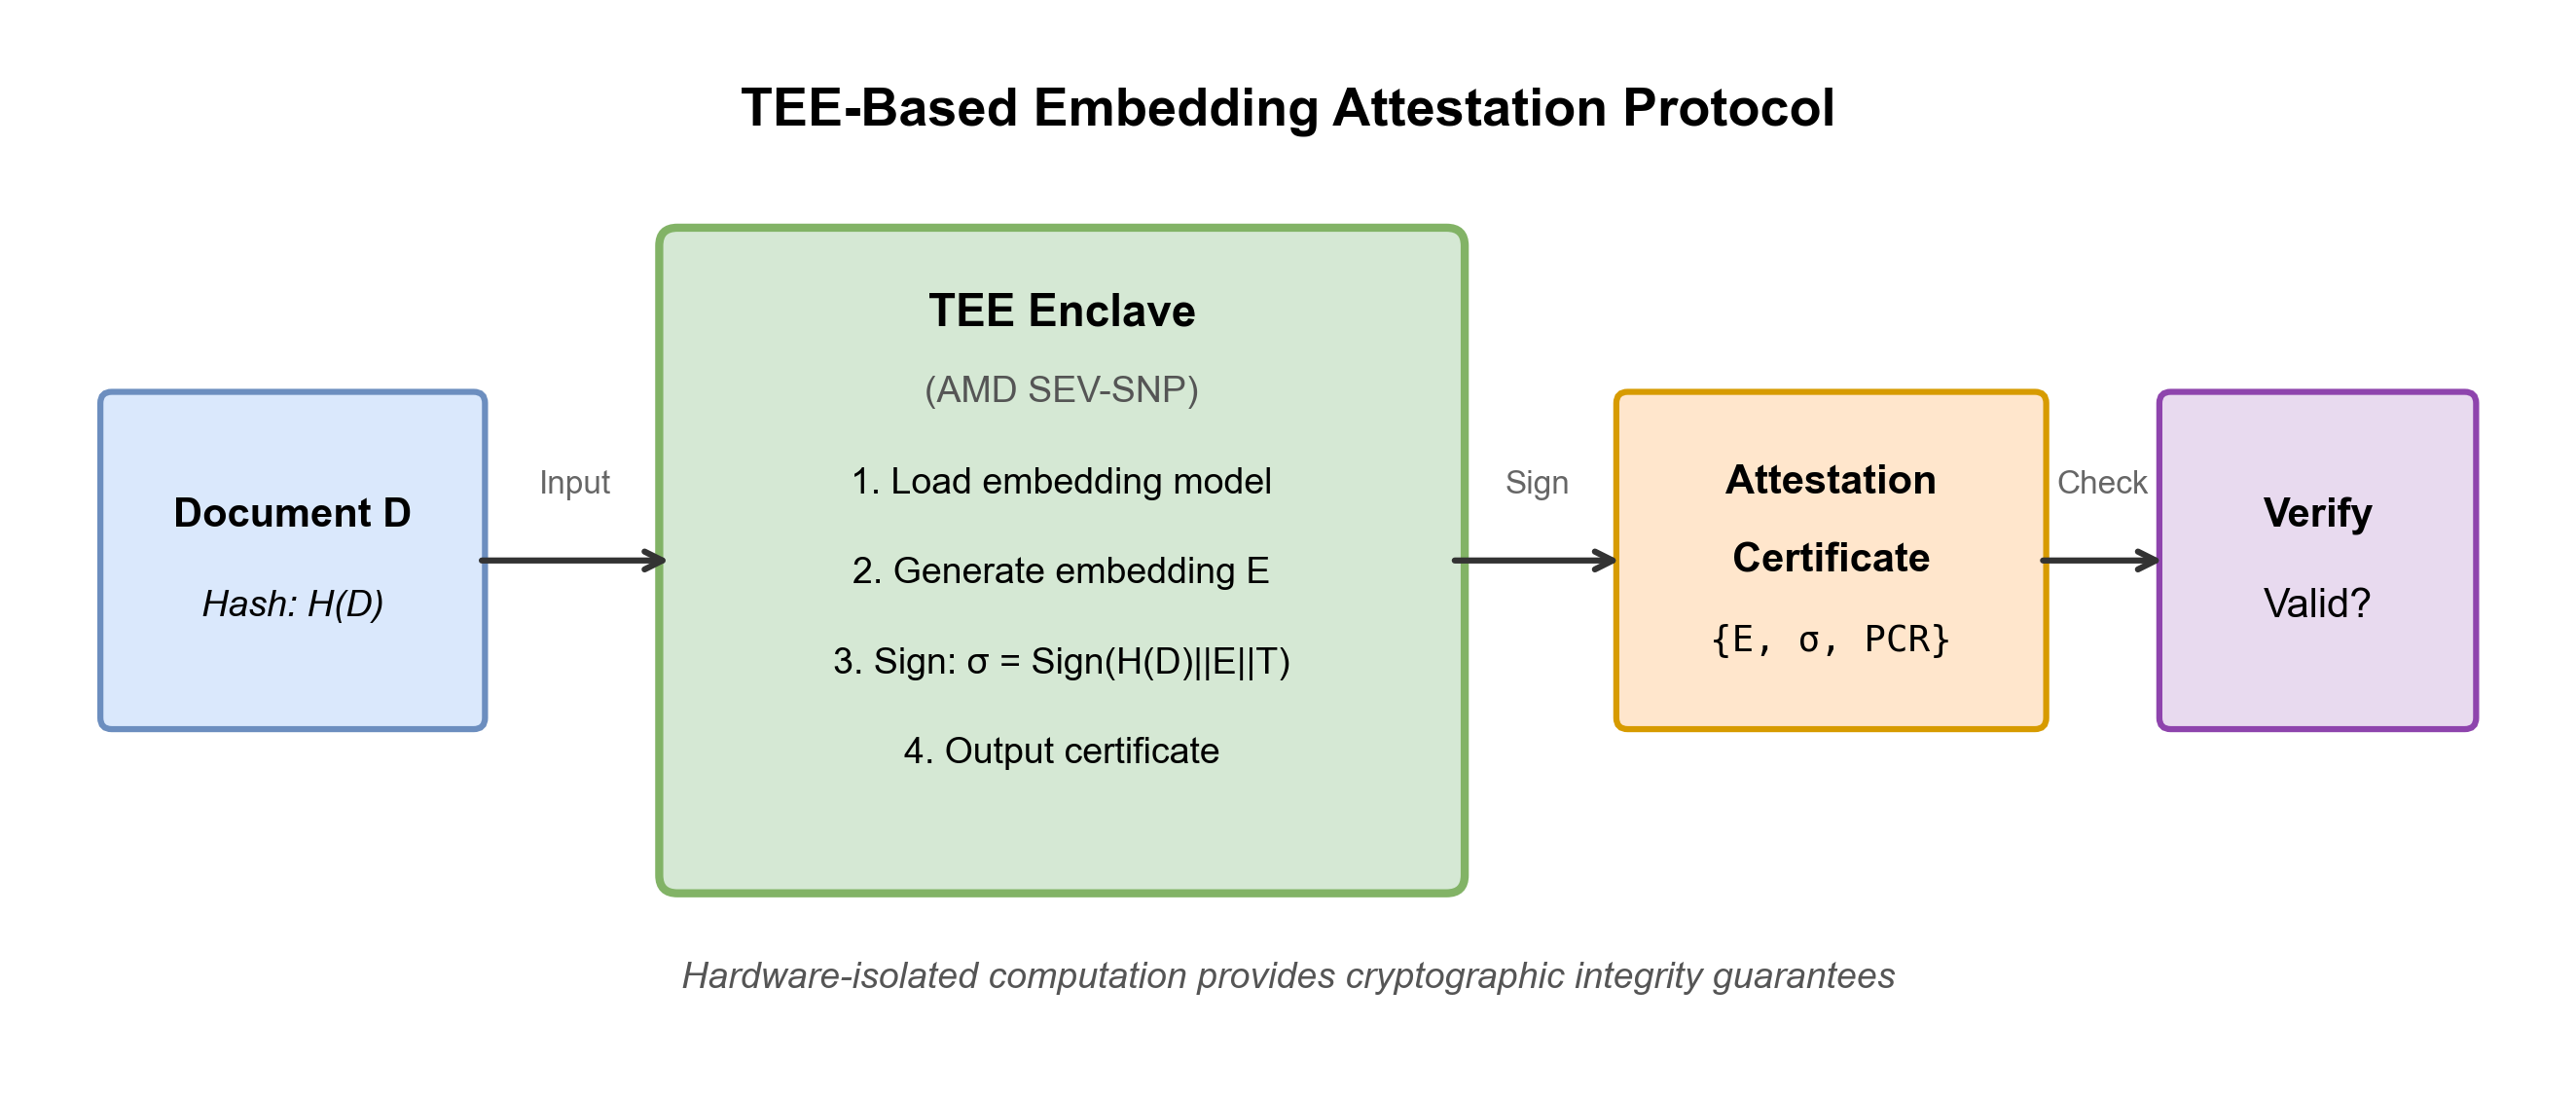 TEE-Based Embedding Attestation Protocol
Document D
Hash: H(D)
Input
TEE Enclave
(AMD SEV-SNP)
1. Load embedding model
2. Generate embedding E
3. Sign: σ = Sign(H(D)||E||T)
4. Output certificate
Sign
Attestation
Certificate
{E, σ, PCR}
Check
Verify
Valid?
Hardware-isolated computation provides cryptographic integrity guarantees